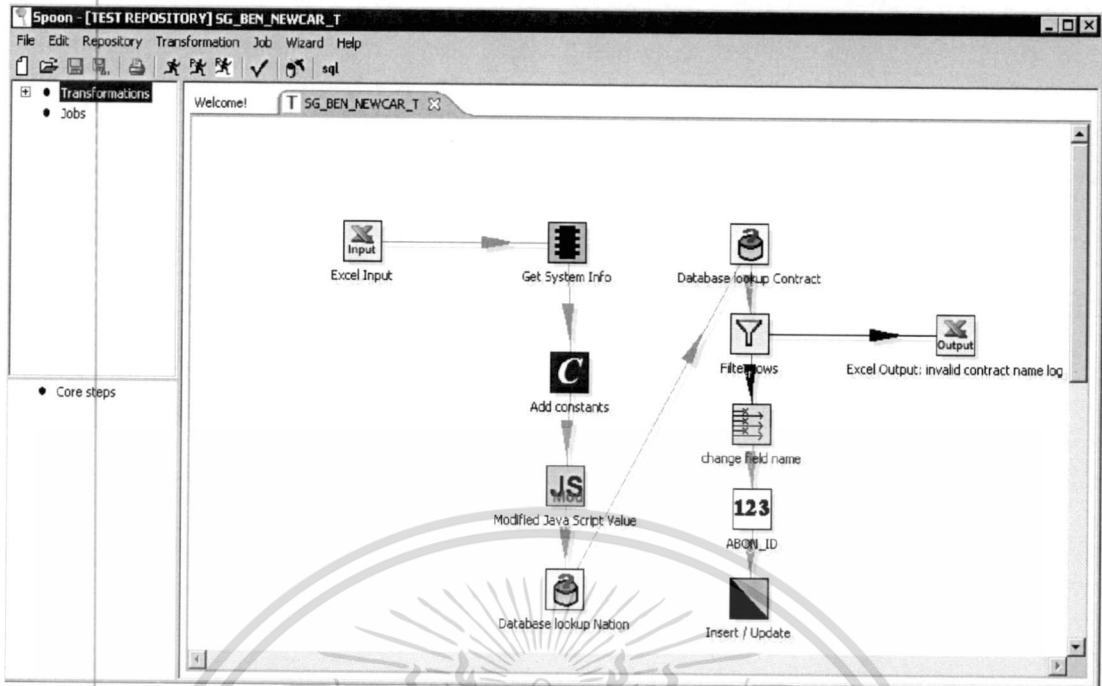 Spoon - [TEST REPOSITORY] SG_BEN_NEWCAR_T
File Edit Repository Transformation Job Wizard Help
sql
Transformations
Jobs
Core steps
Welcome!
T SG_BEN_NEWCAR_T
Input
Excel Input
Get System Info
Database lookup Contract
C
Add constants
Filter rows
Output
Excel Output: invalid contract name log
change field name
JS
Mod
Modified Java Script Value
123
ABON_ID
Database lookup Nation
Insert / Update